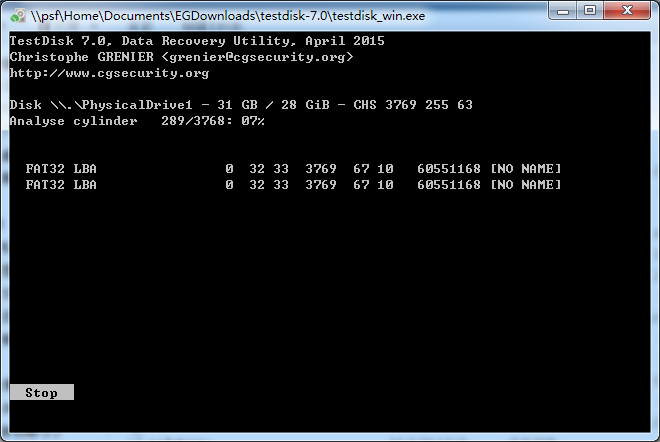 \\psf\Home\Documents\EGDownloads\testdisk-7.0\testdisk_win.exe
TestDisk 7.0, Data Recovery Utility, April 2015
Christophe GRENIER <grenier@cgsecurity.org>
http://www.cgsecurity.org
Disk \\.\PhysicalDrive1 - 31 GB / 28 GiB - CHS 3769 255 63
Analyse cylinder   289/3768: 07%
FAT32 LBA                0  32 33  3769  67 10   60551168 [NO NAME]
FAT32 LBA                0  32 33  3769  67 10   60551168 [NO NAME]
Stop